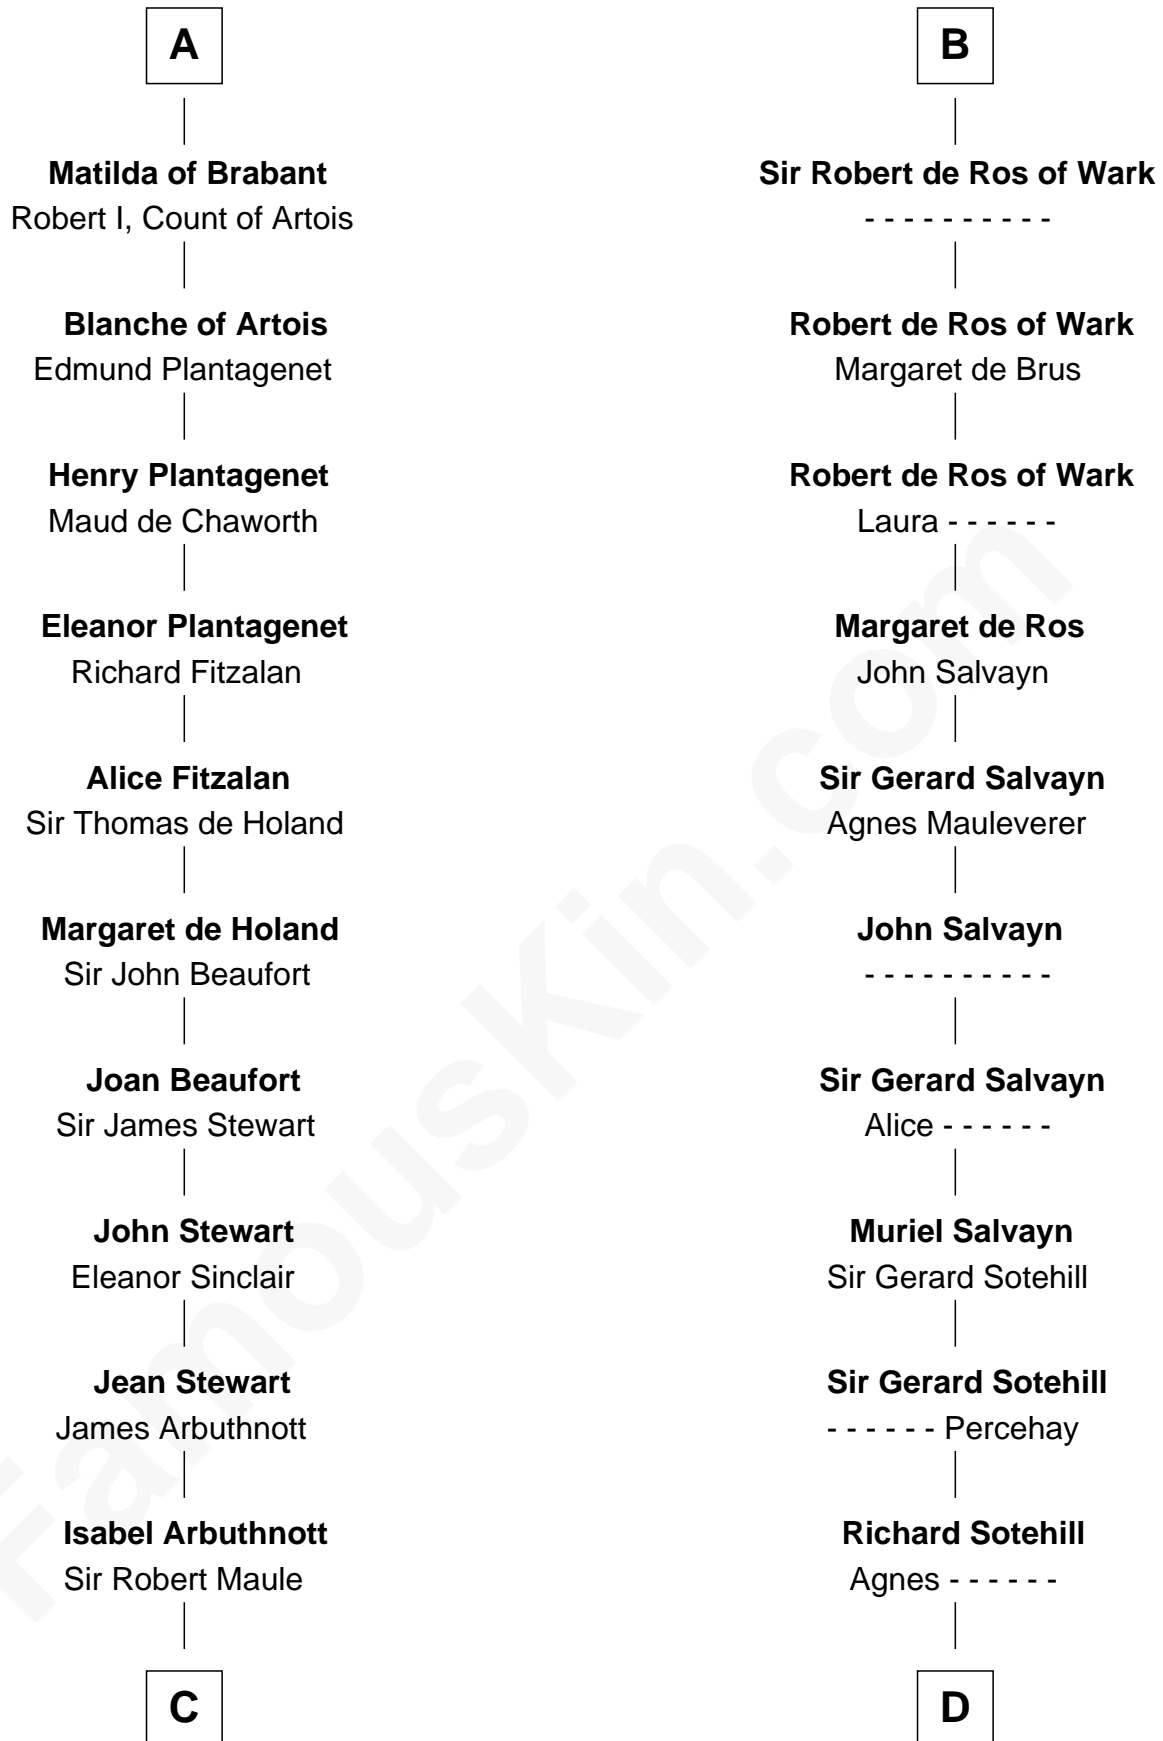 A
Matilda of Brabant
Robert I, Count of Artois
Blanche of Artois
Edmund Plantagenet
Henry Plantagenet
Maud de Chaworth
Eleanor Plantagenet
Richard Fitzalan
Alice Fitzalan
Sir Thomas de Holand
Margaret de Holand
Sir John Beaufort
Joan Beaufort
Sir James Stewart
John Stewart
Eleanor Sinclair
Jean Stewart
James Arbuthnott
Isabel Arbuthnott
Sir Robert Maule
C
B
Sir Robert de Ros of Wark
- - - - - - - - - -
Robert de Ros of Wark
Margaret de Brus
Robert de Ros of Wark
Laura - - - - - -
Margaret de Ros
John Salvayn
Sir Gerard Salvayn
Agnes Mauleverer
John Salvayn
- - - - - - - - - -
Sir Gerard Salvayn
Alice - - - - - -
Muriel Salvayn
Sir Gerard Sotehill
Sir Gerard Sotehill
- - - - - - Percehay
Richard Sotehill
Agnes - - - - - -
D
FamousKin.com